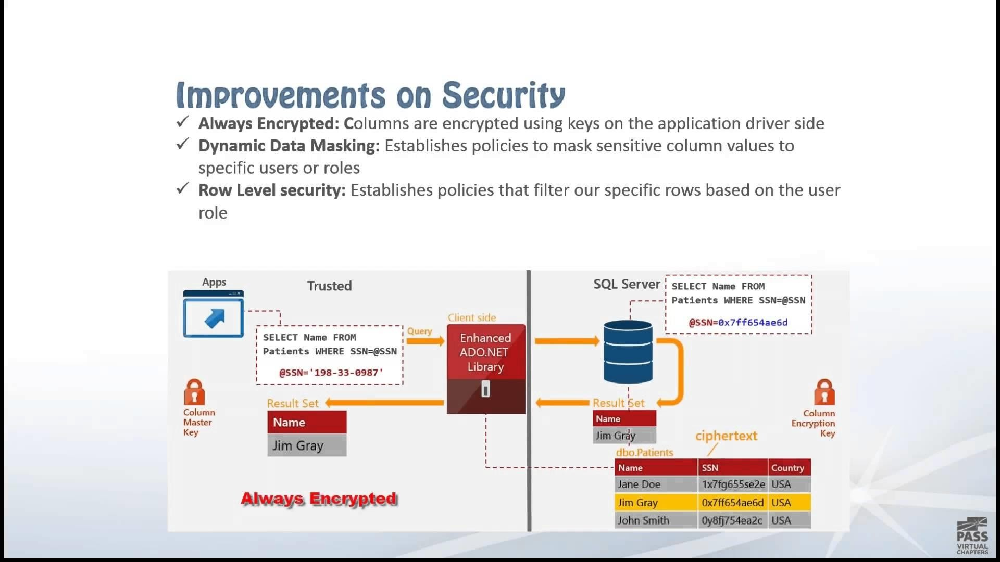 Improvements on Security
✓ Always Encrypted: Columns are encrypted using keys on the application driver side
✓ Dynamic Data Masking: Establishes policies to mask sensitive column values to
specific users or roles
✓ Row Level security: Establishes policies that filter our specific rows based on the user
role
Apps
Trusted
SELECT Name FROM
Patients WHERE SSN=@SSN
@SSN='198-33-0987'
Query
Client side
Enhanced
ADO.NET
Library
SQL Server
SELECT Name FROM
Patients WHERE SSN=@SSN
@SSN=0x7ff654ae6d
Column
Master
Key
Result Set
Name
Jim Gray
Result Set
Name
Jim Gray
Column
Encryption
Key
ciphertext
dbo.Patients
Name SSN Country
Jane Doe 1x7fg655se2e USA
Jim Gray 0x7ff654ae6d USA
John Smith 0y8fj754ea2c USA
Always Encrypted
PASS
VIRTUAL
CHAPTERS